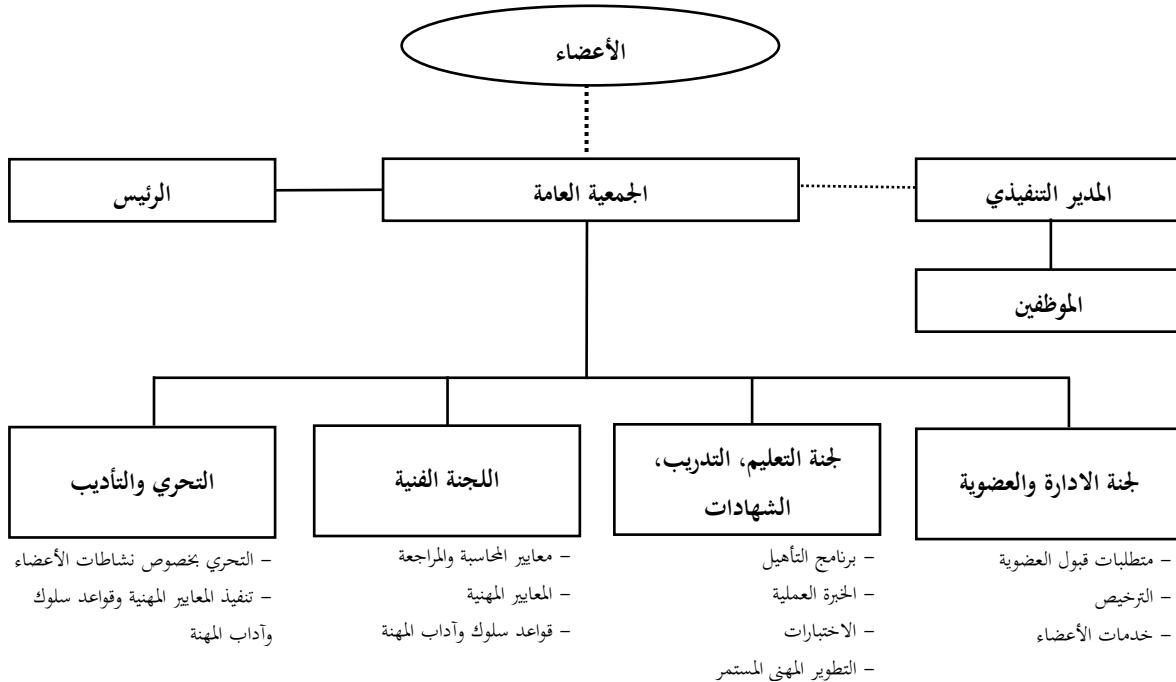 الأعضاء
المدير التنفيذي
الجمعية العامة
الرئيس
الموظفين
لجنة الادارة والعضوية
– متطلبات قبول العضوية
– الترخيص
– خدمات الأعضاء
لجنة التعليم، التدريب،
الشهادات
– برنامج التأهيل
– الخبرة العملية
– الاختبارات
– التطوير المهني المستمر
اللجنة الفنية
– معايير المحاسبة والمراجعة
– المعايير المهنية
– قواعد سلوك وآداب المهنة
التحري والتأديب
– التحري بخصوص نشاطات الأعضاء
– تنفيذ المعايير المهنية وقواعد سلوك
وآداب المهنة